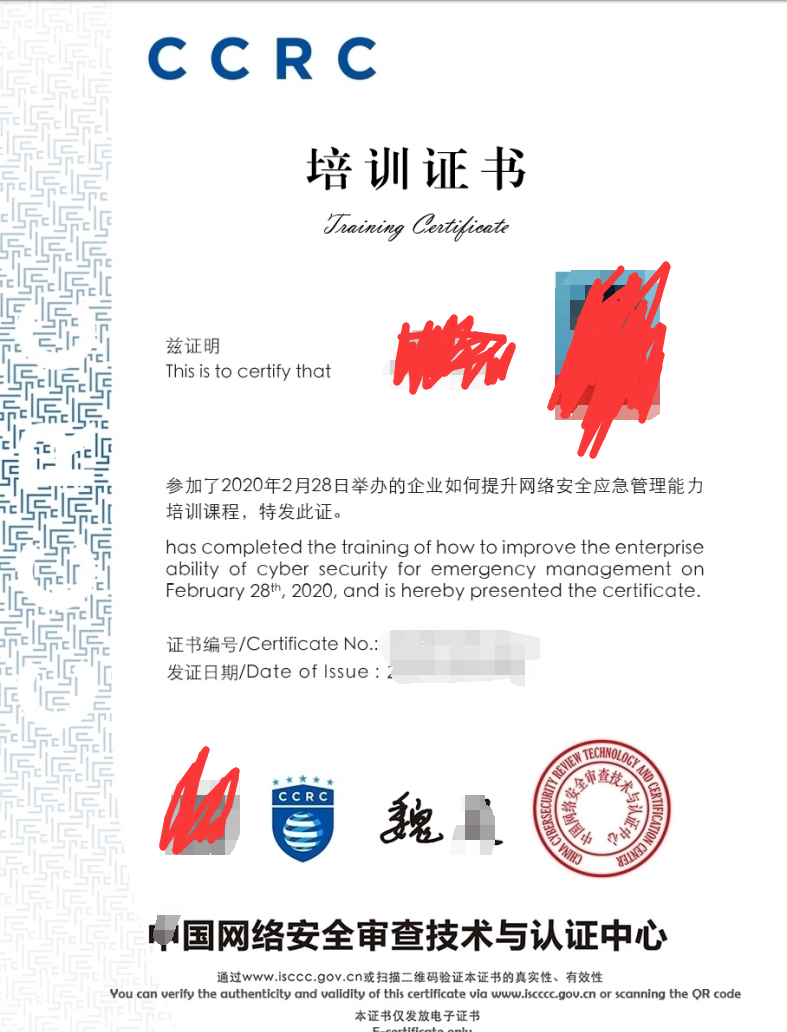 CCRC
培训证书
Training Certificate
兹证明
This is to certify that
参加了2020年2月28日举办的企业如何提升网络安全应急管理能力
培训课程，特发此证。
has completed the training of how to improve the enterprise
ability of cyber security for emergency management on
February 28th, 2020, and is hereby presented the certificate.
证书编号/Certificate No.:
发证日期/Date of Issue : 2
CCRC
魏
CHINA CYBERSECURITY REVIEW TECHNOLOGY AND CERTIFICATION CENTER
中国网络安全审查技术与认证中心
中国网络安全审查技术与认证中心
通过www.isccc.gov.cn或扫描二维码验证本证书的真实性、有效性
You can verify the authenticity and validity of this certificate via www.isccc.gov.cn or scanning the QR code
本证书仅发放电子证书
E-certificate only